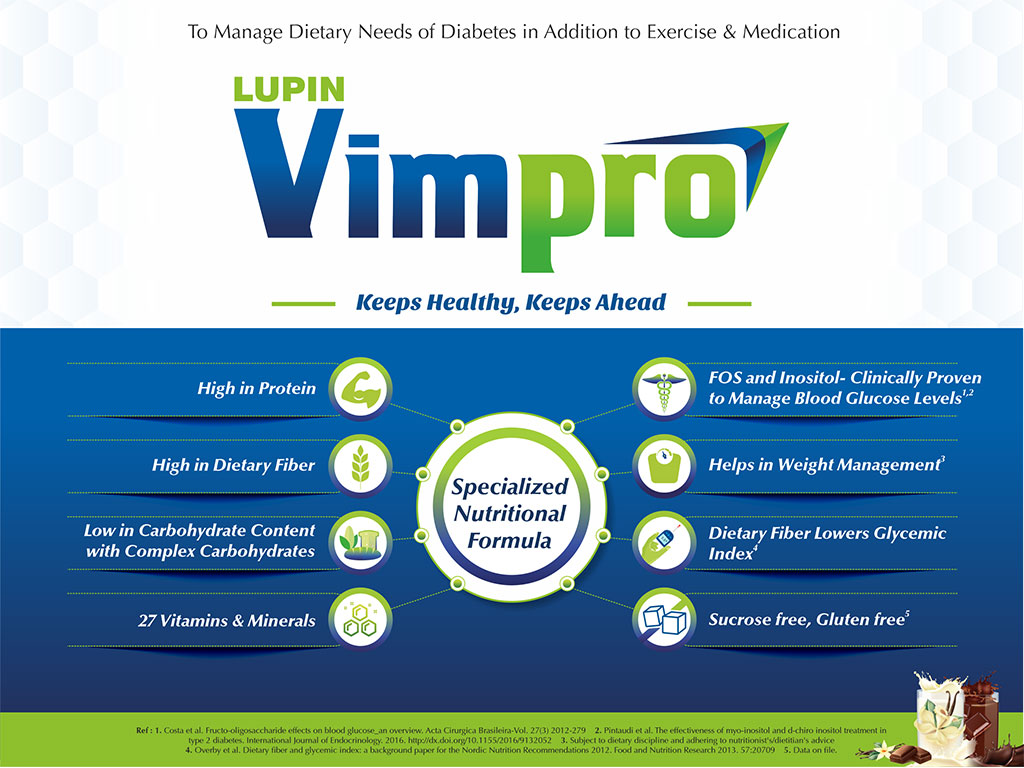 To Manage Dietary Needs of Diabetes in Addition to Exercise & Medication
LUPIN
Vimpro
Keeps Healthy, Keeps Ahead
High in Protein
High in Dietary Fiber
Low in Carbohydrate Content
with Complex Carbohydrates
27 Vitamins & Minerals
Specialized
Nutritional
Formula
FOS and Inositol- Clinically Proven
to Manage Blood Glucose Levels1,2
Helps in Weight Management3
Dietary Fiber Lowers Glycemic
Index4
Sucrose free, Gluten free5
Ref : 1. Costa et al. Fructo-oligosaccharide effects on blood glucose_an overview. Acta Cirurgica Brasileira-Vol. 27(3) 2012-279 2. Pintaudi et al. The effectiveness of myo-inositol and d-chiro inositol treatment in
type 2 diabetes. International Journal of Endocrinology. 2016. http://dx.doi.org/10.1155/2016/9132052 3. Subject to dietary discipline and adhering to nutritionist's/dietitian's advice
4. Overby et al. Dietary fiber and glycemic index: a background paper for the Nordic Nutrition Recommendations 2012. Food and Nutrition Research 2013. 57:20709 5. Data on file.